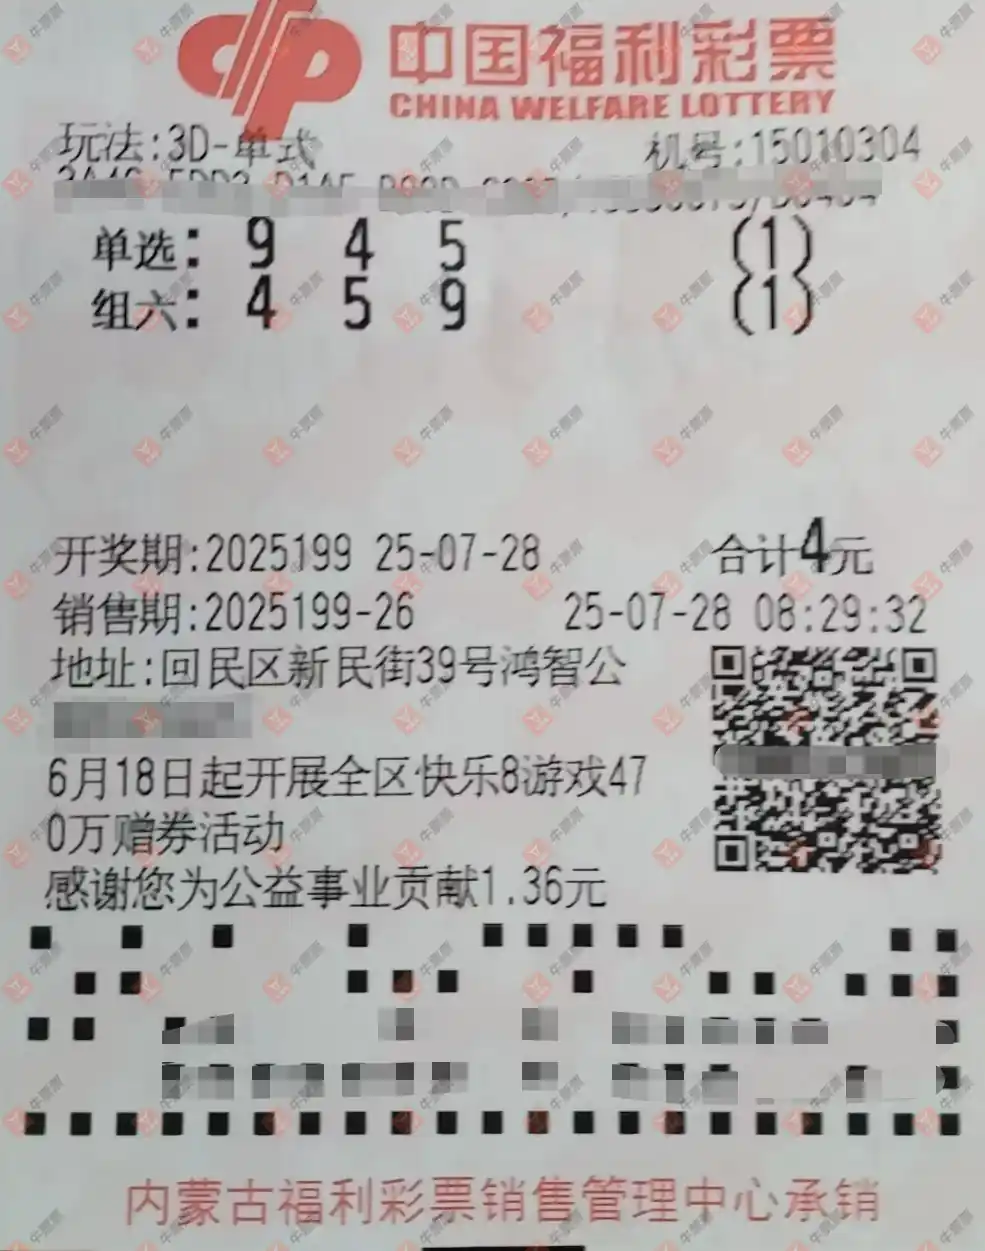 中国福利彩票
CHINA WELFARE LOTTERY
玩法:3D-单式 机号:15010304
单选: 9 4 5 (1)
组六: 4 5 9 (1)
开奖期:2025199 25-07-28 合计4元
销售期:2025199-26 25-07-28 08:29:32
地址:回民区新民街39号鸿智公
6月18日起开展全区快乐8游戏47
0万赠券活动
感谢您为公益事业贡献1.36元
内蒙古福利彩票销售管理中心承销